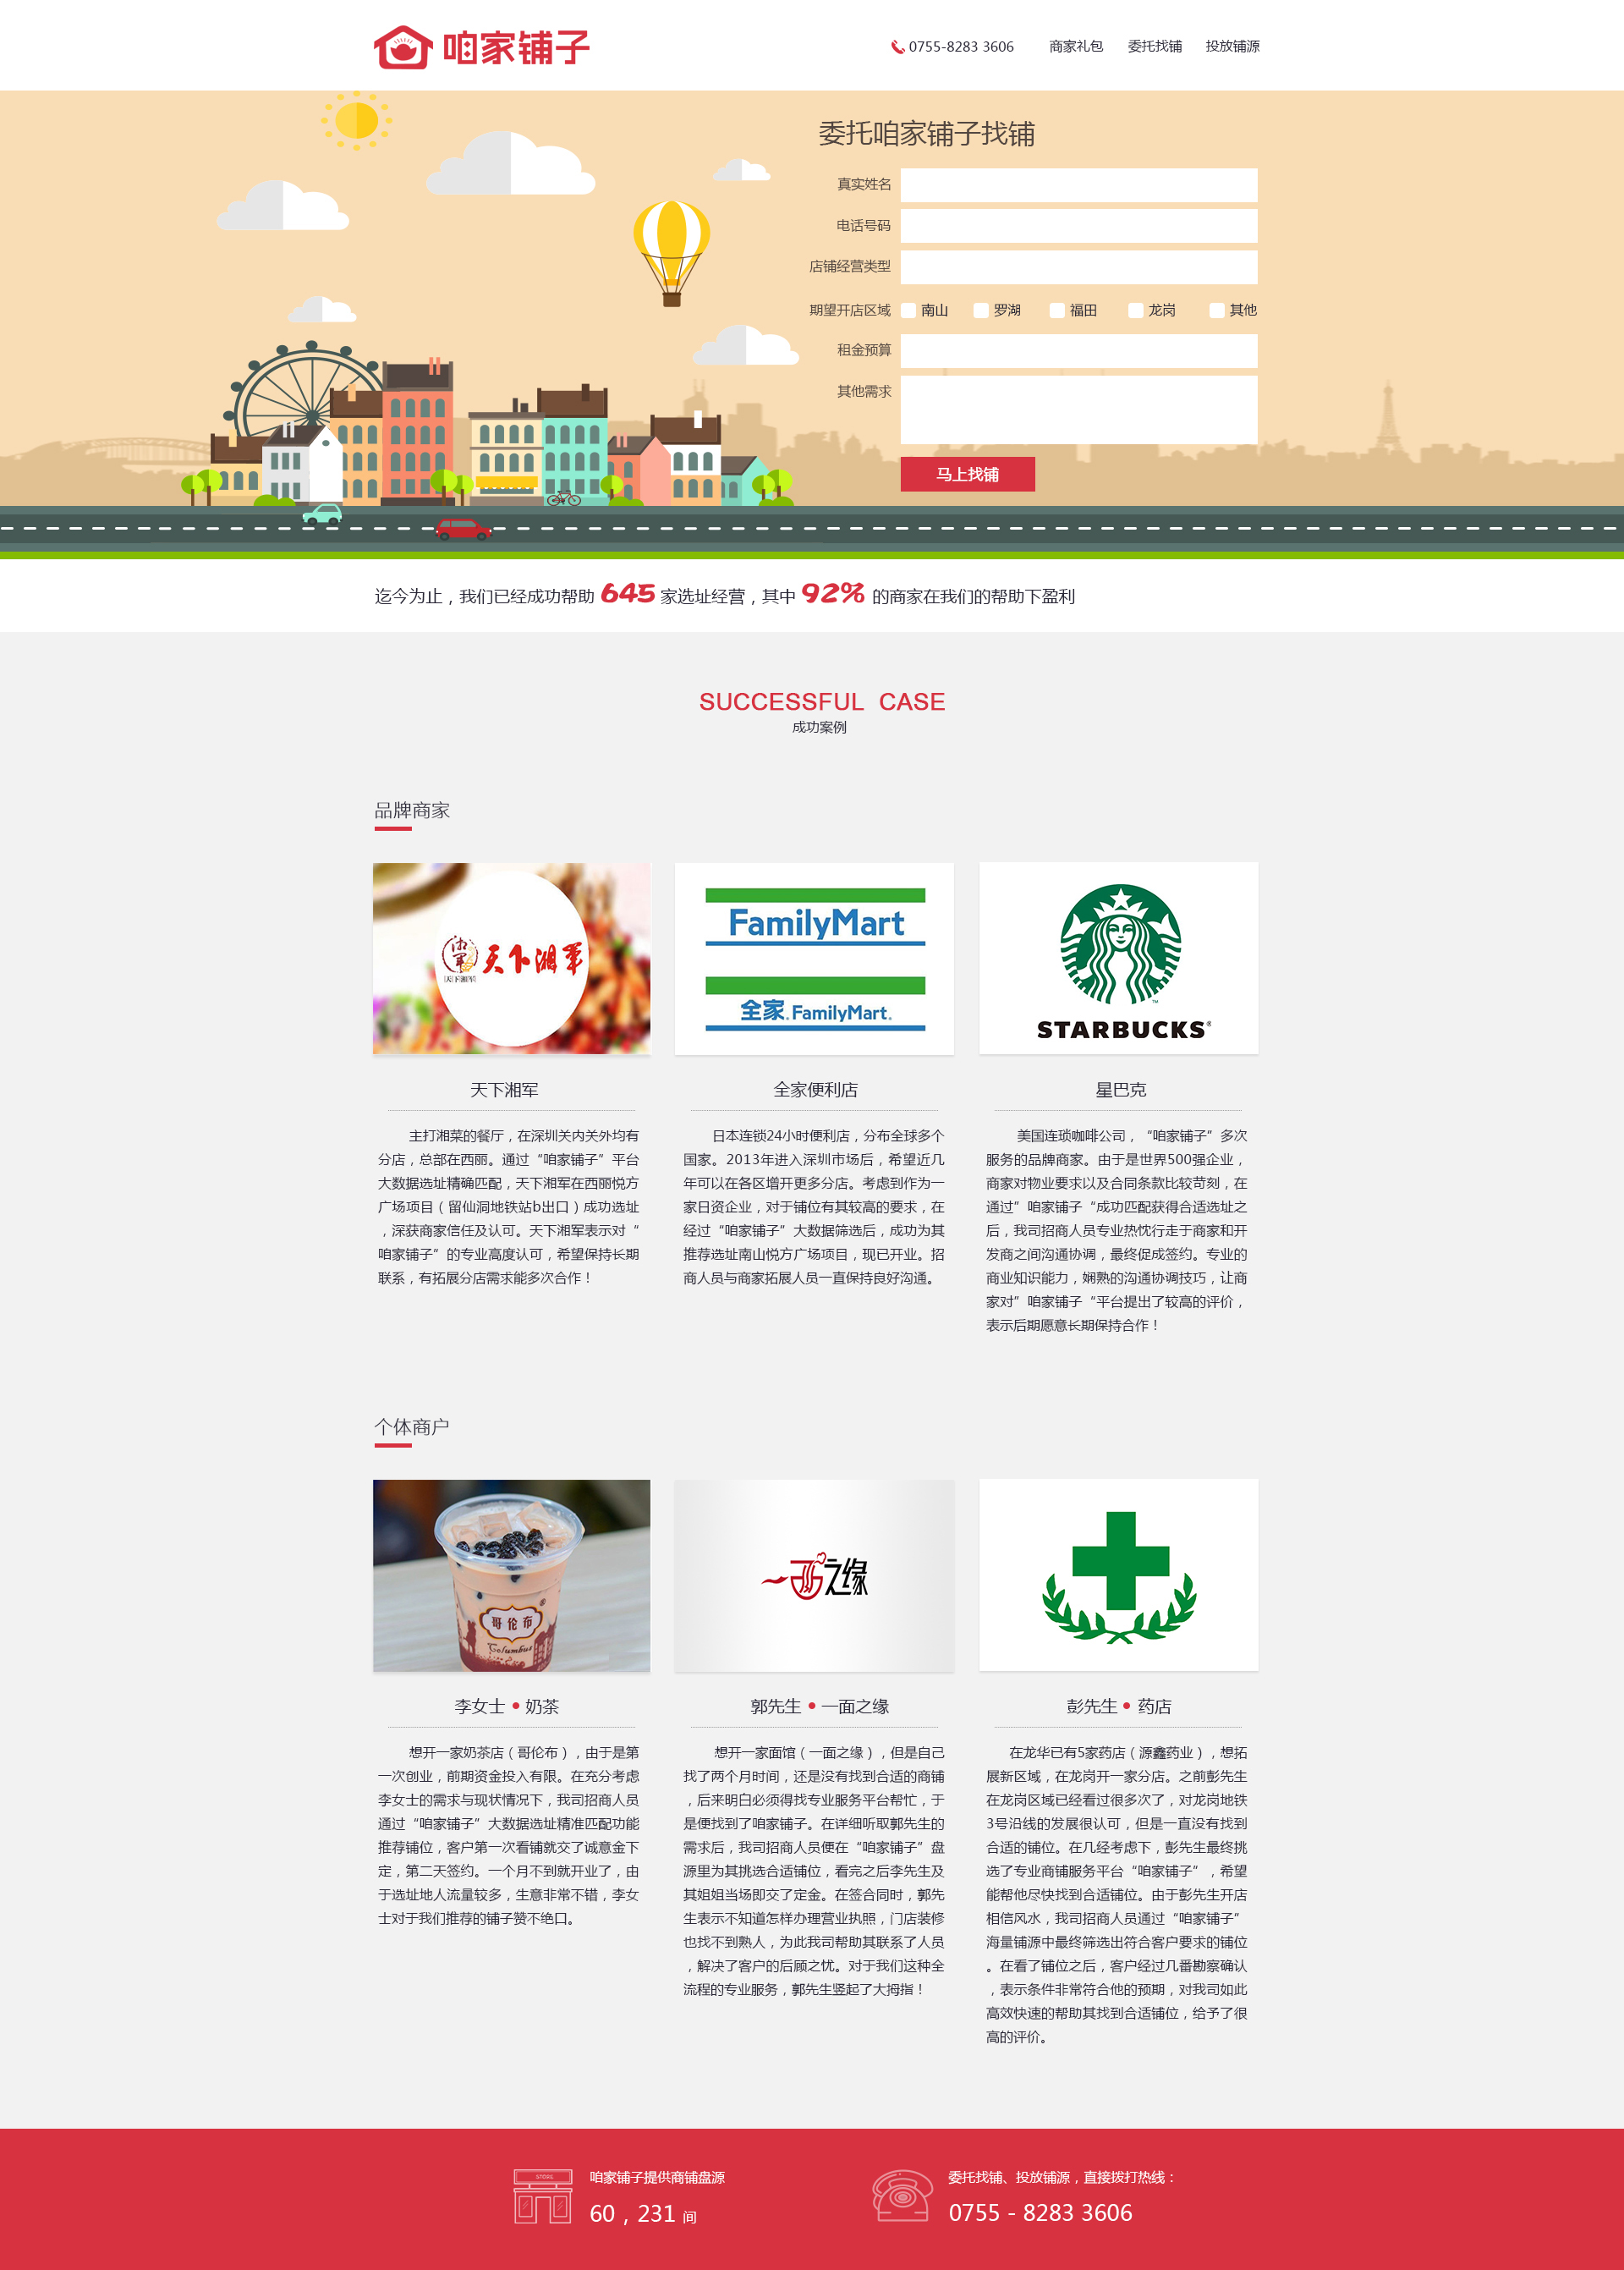 咱家铺子
0755-8283 3606 商家礼包 委托找铺 投放铺源
委托咱家铺子找铺
真实姓名
电话号码
店铺经营类型
期望开店区域 南山 罗湖 福田 龙岗 其他
租金预算
其他需求
马上找铺
迄今为止，我们已经成功帮助 645 家选址经营，其中 92% 的商家在我们的帮助下盈利
SUCCESSFUL CASE
成功案例
品牌商家
天下湘军
FamilyMart
全家 FamilyMart
STARBUCKS®
天下湘军
主打湘菜的餐厅，在深圳关内关外均有
分店，总部在西丽。通过“咱家铺子”平台
大数据选址精确匹配，天下湘军在西丽悦方
广场项目（留仙洞地铁站b出口）成功选址
，深获商家信任及认可。天下湘军表示对“
咱家铺子”的专业高度认可，希望保持长期
联系，有拓展分店需求能多次合作！
全家便利店
日本连锁24小时便利店，分布全球多个
国家。2013年进入深圳市场后，希望近几
年可以在各区增开更多分店。考虑到作为一
家日资企业，对于铺位有其较高的要求，在
经过“咱家铺子”大数据筛选后，成功为其
推荐选址南山悦方广场项目，现已开业。招
商人员与商家拓展人员一直保持良好沟通。
星巴克
美国连琐咖啡公司，“咱家铺子”多次
服务的品牌商家。由于是世界500强企业，
商家对物业要求以及合同条款比较苛刻，在
通过”咱家铺子“成功匹配获得合适选址之
后，我司招商人员专业热忱行走于商家和开
发商之间沟通协调，最终促成签约。专业的
商业知识能力，娴熟的沟通协调技巧，让商
家对”咱家铺子“平台提出了较高的评价，
表示后期愿意长期保持合作！
个体商户
哥伦布
Columbus
一面之缘
李女士 • 奶茶
想开一家奶茶店（哥伦布），由于是第
一次创业，前期资金投入有限。在充分考虑
李女士的需求与现状情况下，我司招商人员
通过“咱家铺子”大数据选址精准匹配功能
推荐铺位，客户第一次看铺就交了诚意金下
定，第二天签约。一个月不到就开业了，由
于选址地人流量较多，生意非常不错，李女
士对于我们推荐的铺子赞不绝口。
郭先生 • 一面之缘
想开一家面馆（一面之缘），但是自己
找了两个月时间，还是没有找到合适的商铺
，后来明白必须得找专业服务平台帮忙，于
是便找到了咱家铺子。在详细听取郭先生的
需求后，我司招商人员便在“咱家铺子”盘
源里为其挑选合适铺位，看完之后李先生及
其姐姐当场即交了定金。在签合同时，郭先
生表示不知道怎样办理营业执照，门店装修
也找不到熟人，为此我司帮助其联系了人员
，解决了客户的后顾之忧。对于我们这种全
流程的专业服务，郭先生竖起了大拇指！
彭先生 • 药店
在龙华已有5家药店（源鑫药业），想拓
展新区域，在龙岗开一家分店。之前彭先生
在龙岗区域已经看过很多次了，对龙岗地铁
3号沿线的发展很认可，但是一直没有找到
合适的铺位。在几经考虑下，彭先生最终挑
选了专业商铺服务平台“咱家铺子”，希望
能帮他尽快找到合适铺位。由于彭先生开店
相信风水，我司招商人员通过“咱家铺子”
海量铺源中最终筛选出符合客户要求的铺位
。在看了铺位之后，客户经过几番勘察确认
，表示条件非常符合他的预期，对我司如此
高效快速的帮助其找到合适铺位，给予了很
高的评价。
STORE
咱家铺子提供商铺盘源
60，231 间
委托找铺、投放铺源，直接拨打热线：
0755 - 8283 3606